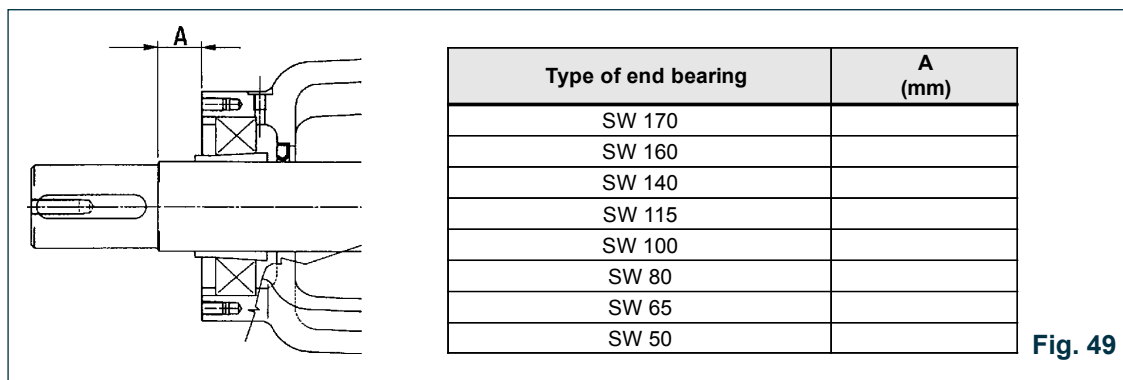 A
Type of end bearing A
(mm)
SW 170
SW 160
SW 140
SW 115
SW 100
SW 80
SW 65
SW 50
Fig. 49